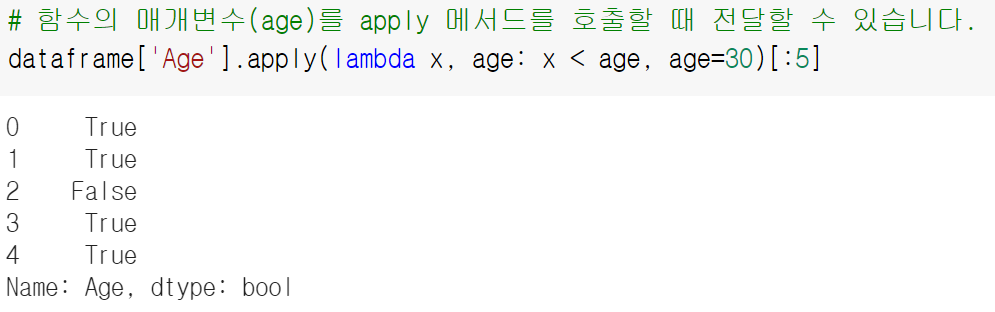 # 함수의 매개변수(age)를 apply 메서드를 호출할 때 전달할 수 있습니다.
dataframe['Age'].apply(lambda x, age: x < age, age=30)[:5]
0 True
1 True
2 False
3 True
4 True
Name: Age, dtype: bool